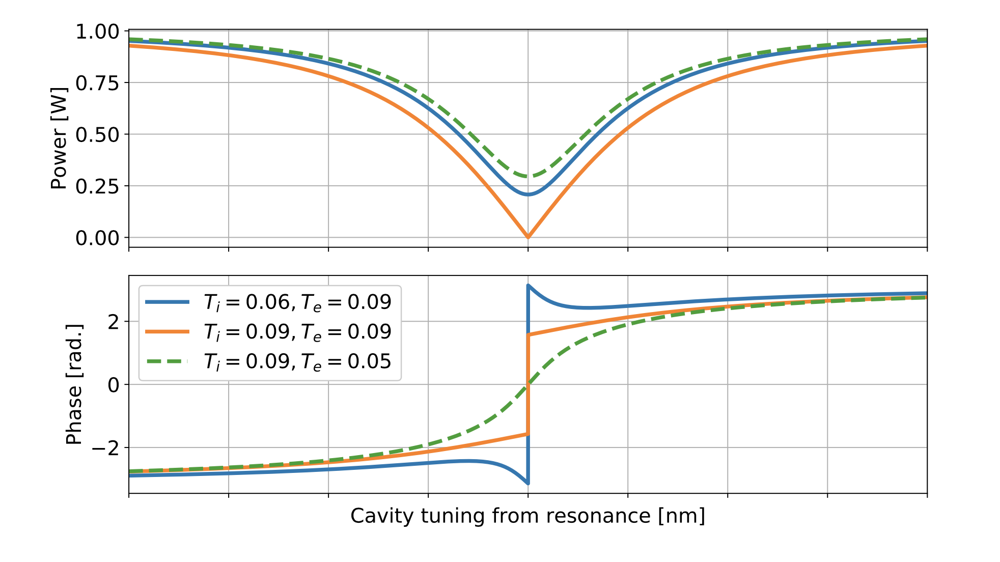 1.00
0.75
0.50
0.25
0.00
Power [W]
T_i = 0.06, T_e = 0.09
T_i = 0.09, T_e = 0.09
T_i = 0.09, T_e = 0.05
2
0
−2
Phase [rad.]
Cavity tuning from resonance [nm]